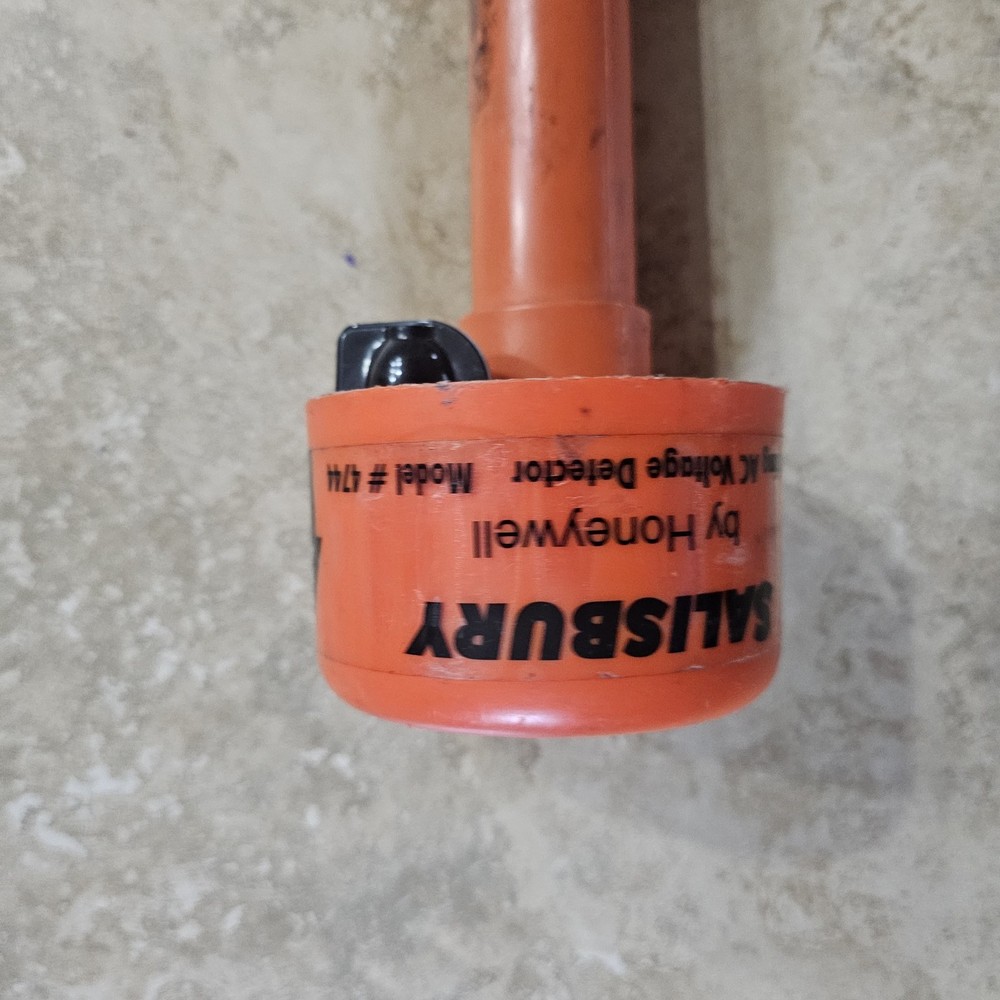 SALISBURY
by Honeywell
AC Voltage Detector Model # 4744